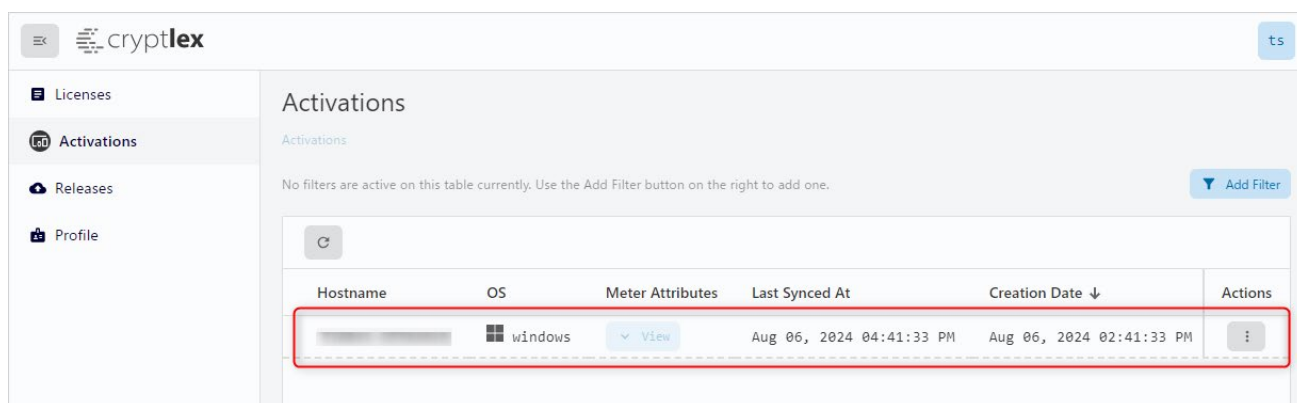 cryptlex
ts
Licenses
Activations
Releases
Profile
Activations
Activations
No filters are active on this table currently. Use the Add Filter button on the right to add one.
Add Filter
Hostname OS Meter Attributes Last Synced At Creation Date ↓ Actions
windows View Aug 06, 2024 04:41:33 PM Aug 06, 2024 02:41:33 PM